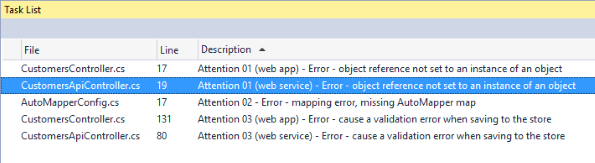 Task List
File Line Description
CustomersController.cs 17 Attention 01 (web app) - Error - object reference not set to an instance of an object
CustomersApiController.cs 19 Attention 01 (web service) - Error - object reference not set to an instance of an object
AutoMapperConfig.cs 17 Attention 02 - Error - mapping error, missing AutoMapper map
CustomersController.cs 131 Attention 03 (web app) - Error - cause a validation error when saving to the store
CustomersApiController.cs 80 Attention 03 (web service) - Error - cause a validation error when saving to the store